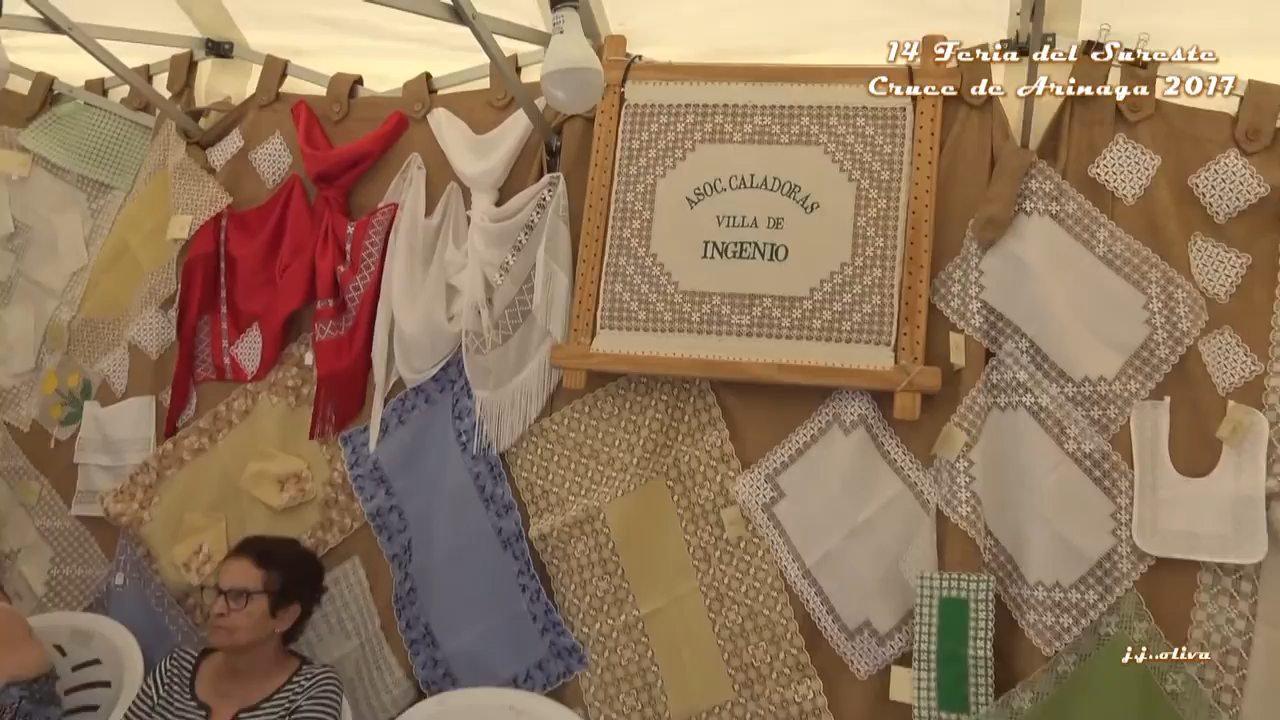 14 Feria del Sureste
Cruce de Arinaga 2017
ASOC. CALADORAS
VILLA DE
INGENIO
j.j..oliva